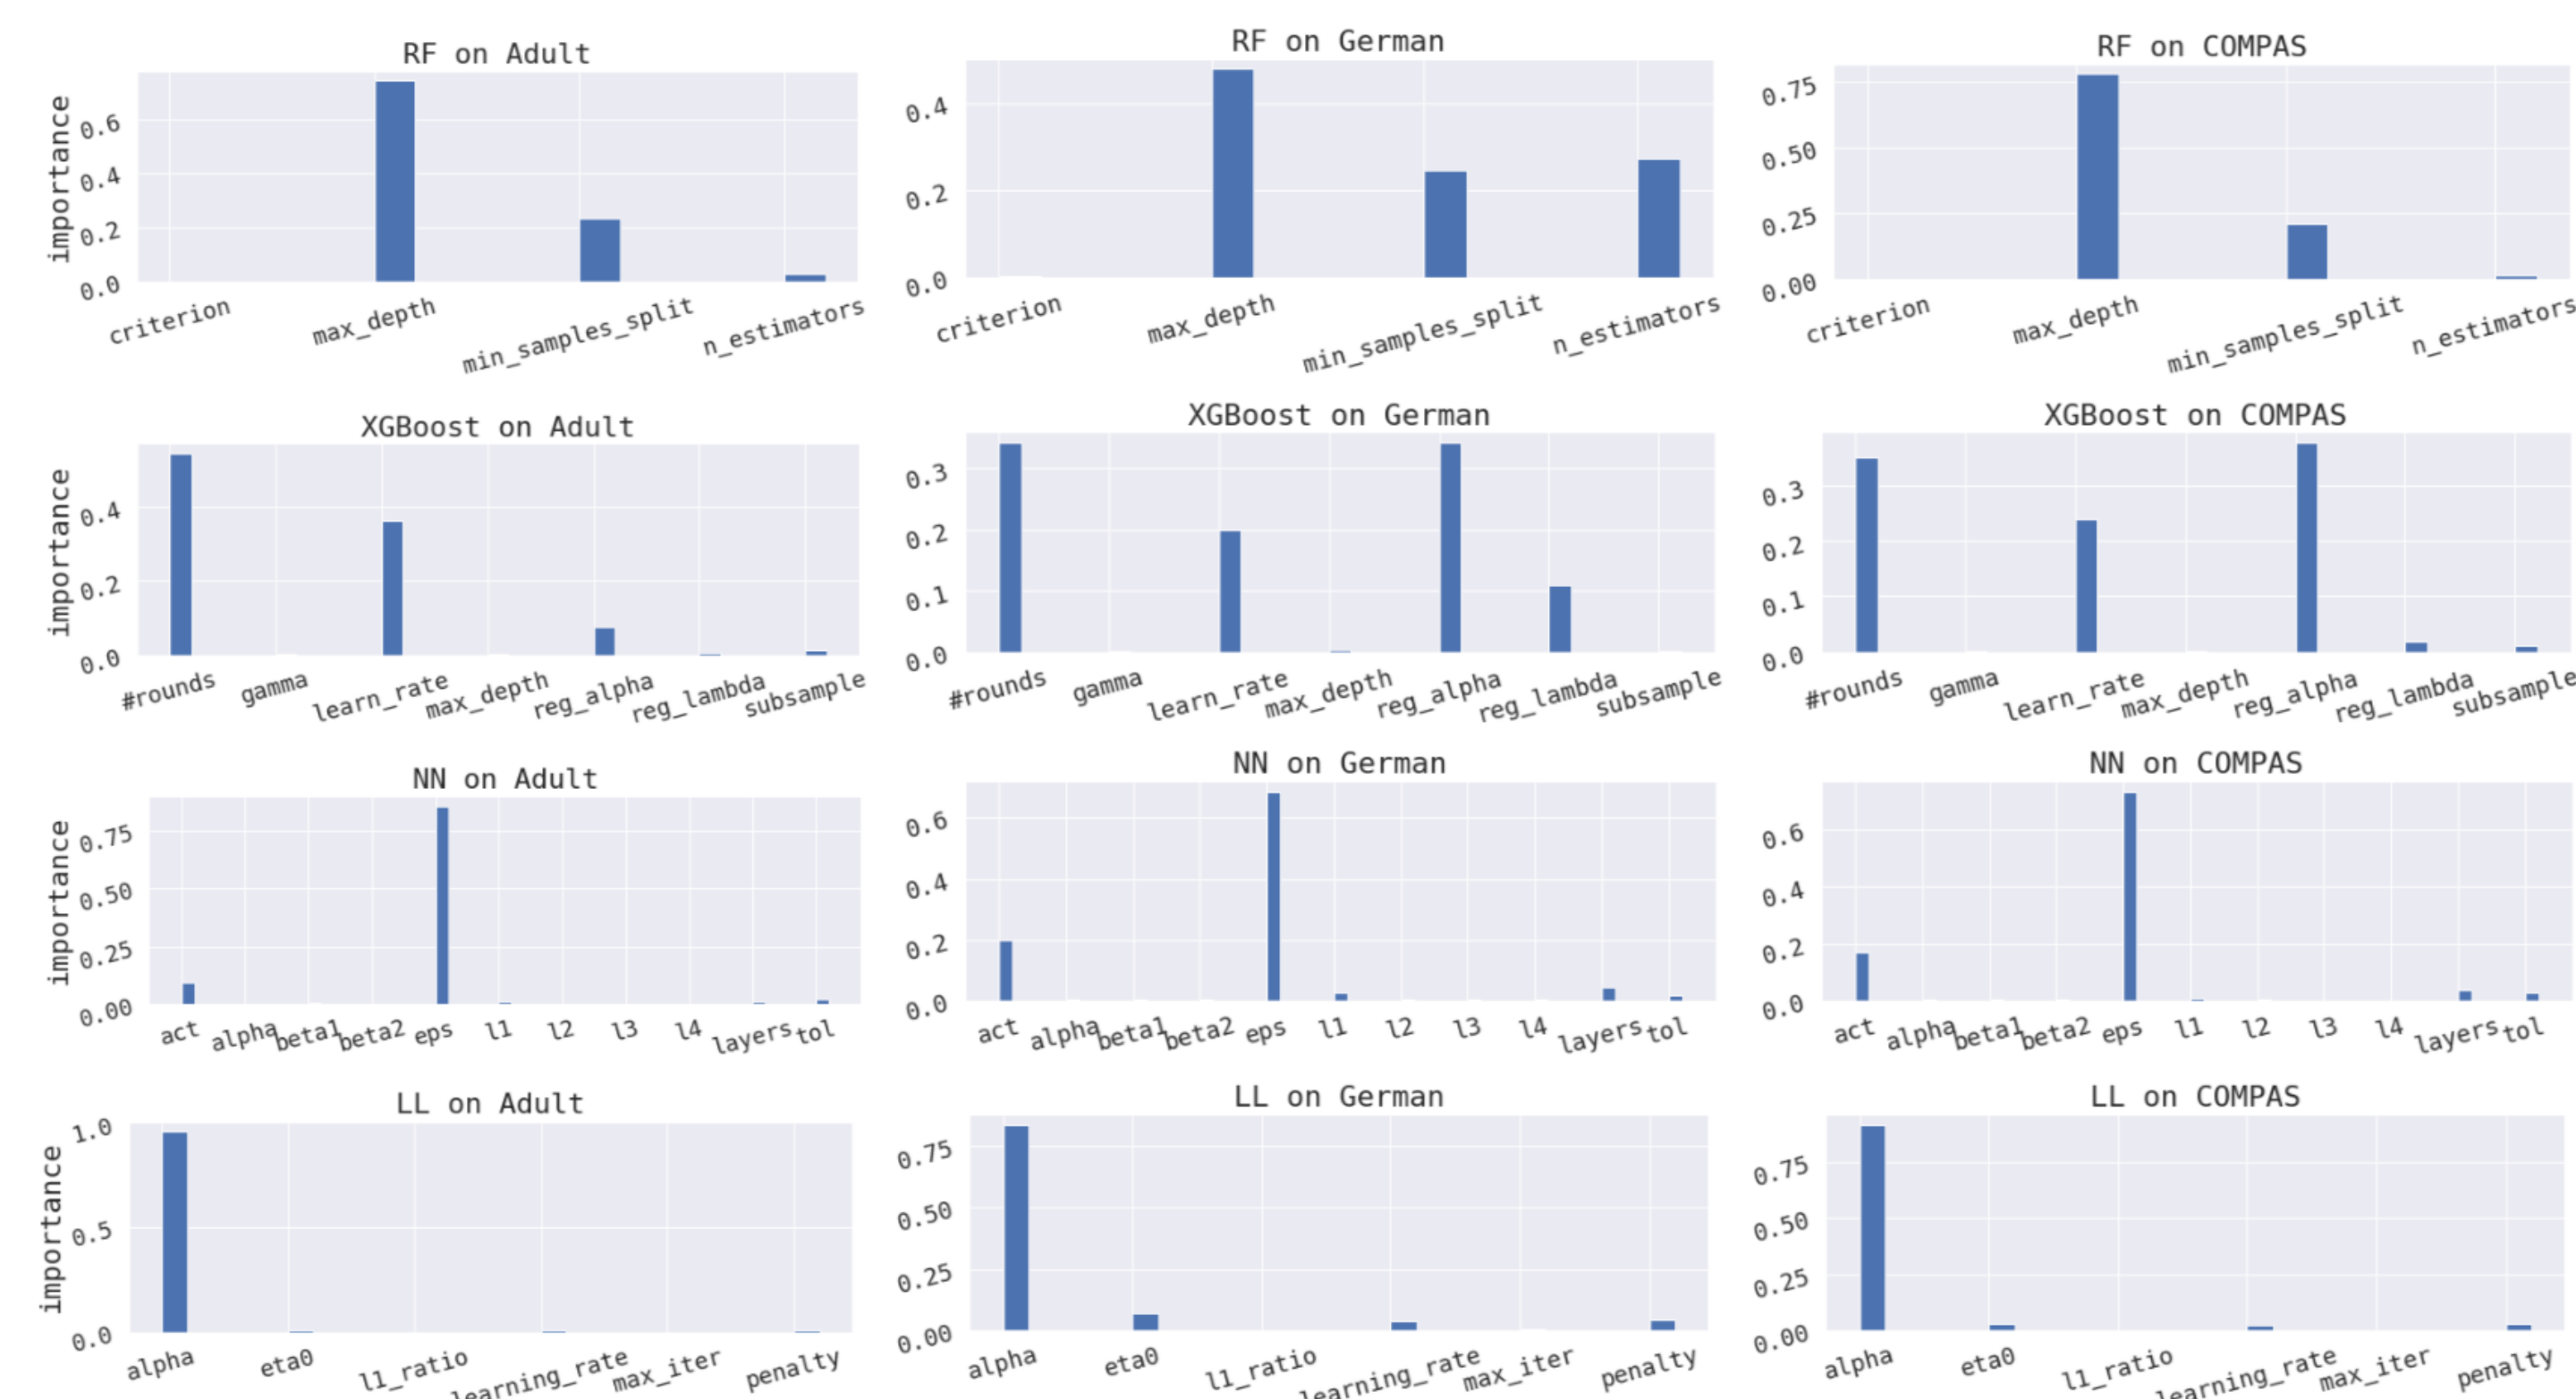 RF on Adult
importance
0.6
0.4
0.2
0.0
criterion
max_depth
min_samples_split
n_estimators
RF on German
0.4
0.2
0.0
criterion
max_depth
min_samples_split
n_estimators
RF on COMPAS
0.75
0.50
0.25
0.00
criterion
max_depth
min_samples_split
n_estimators
XGBoost on Adult
importance
0.4
0.2
0.0
#rounds
gamma
learn_rate
max_depth
reg_alpha
reg_lambda
subsample
XGBoost on German
0.3
0.2
0.1
0.0
#rounds
gamma
learn_rate
max_depth
reg_alpha
reg_lambda
subsample
XGBoost on COMPAS
0.3
0.2
0.1
0.0
#rounds
gamma
learn_rate
max_depth
reg_alpha
reg_lambda
subsample
NN on Adult
importance
0.75
0.50
0.25
0.00
act
alpha
beta1
beta2
eps
l1
l2
l3
l4
layers
tol
NN on German
0.6
0.4
0.2
0.0
act
alpha
beta1
beta2
eps
l1
l2
l3
l4
layers
tol
NN on COMPAS
0.6
0.4
0.2
0.0
act
alpha
beta1
beta2
eps
l1
l2
l3
l4
layers
tol
LL on Adult
importance
1.0
0.5
0.0
alpha
eta0
l1_ratio
learning_rate
max_iter
penalty
LL on German
0.75
0.50
0.25
0.00
alpha
eta0
l1_ratio
learning_rate
max_iter
penalty
LL on COMPAS
0.75
0.50
0.25
0.00
alpha
eta0
l1_ratio
learning_rate
max_iter
penalty